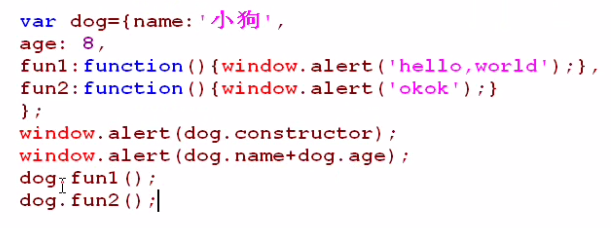 var dog={name:'小狗',
age: 8,
fun1:function(){window.alert('hello,world');},
fun2:function(){window.alert('okok');}
};
window.alert(dog.constructor);
window.alert(dog.name+dog.age);
dog.fun1();
dog.fun2();